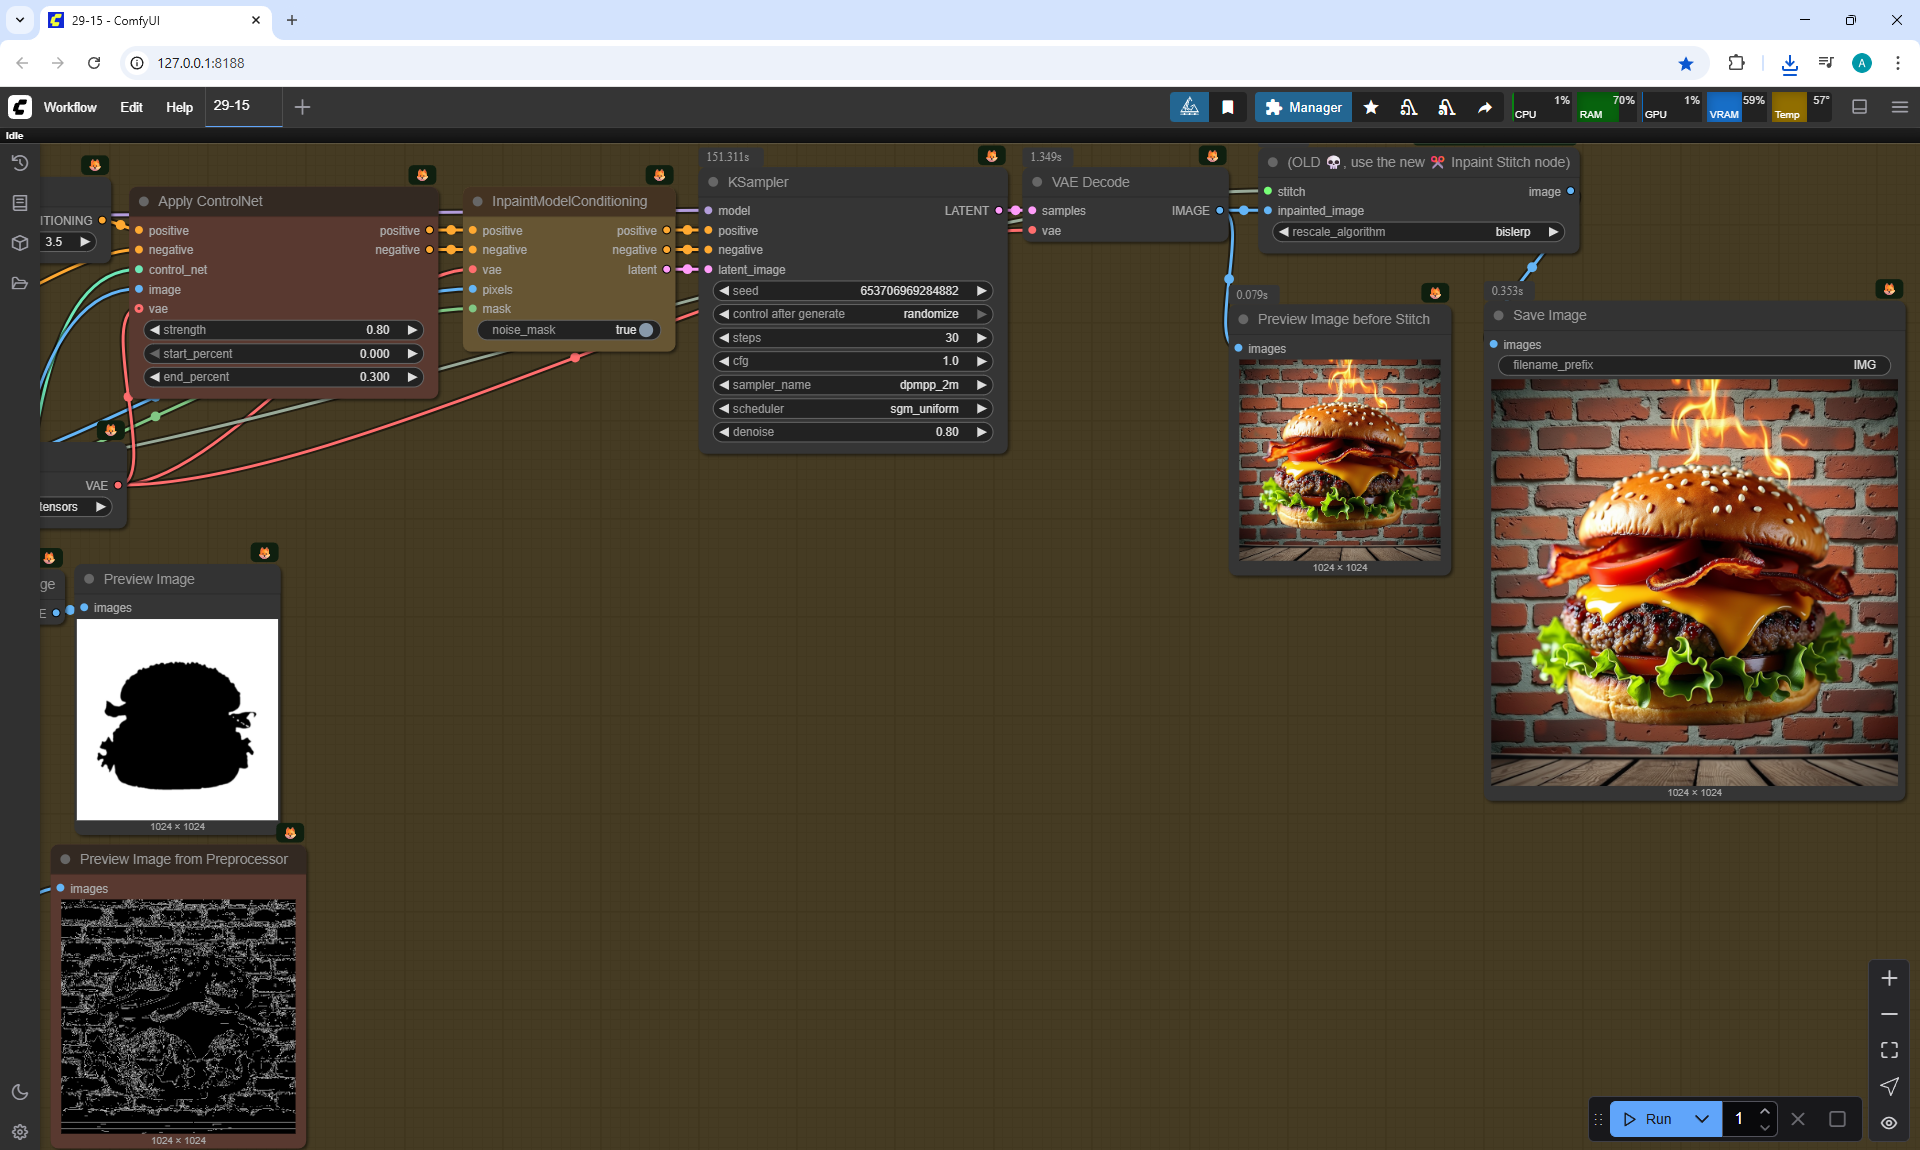 29-15 - ComfyUI
127.0.0.1:8188
A
Workflow
Edit
Help
29-15
Manager
CPU 1%
RAM 70%
GPU 1%
VRAM 59%
Temp 57°
Idle
ITIONING
3.5
Apply ControlNet
positive
negative
control_net
image
vae
positive
negative
strength 0.80
start_percent 0.000
end_percent 0.300
InpaintModelConditioning
positive
negative
vae
pixels
mask
positive
negative
latent
noise_mask true
151.311s
KSampler
model
positive
negative
latent_image
LATENT
seed 653706969284882
control after generate randomize
steps 30
cfg 1.0
sampler_name dpmpp_2m
scheduler sgm_uniform
denoise 0.80
1.349s
VAE Decode
samples
vae
IMAGE
(OLD 💀, use the new ✂️ Inpaint Stitch node)
stitch
inpainted_image
image
rescale_algorithm bislerp
0.079s
Preview Image before Stitch
images
1024 × 1024
0.353s
Save Image
images
filename_prefix IMG
1024 × 1024
VAE
tensors
ge
E
Preview Image
images
1024 × 1024
Preview Image from Preprocessor
images
1024 × 1024
Run
1